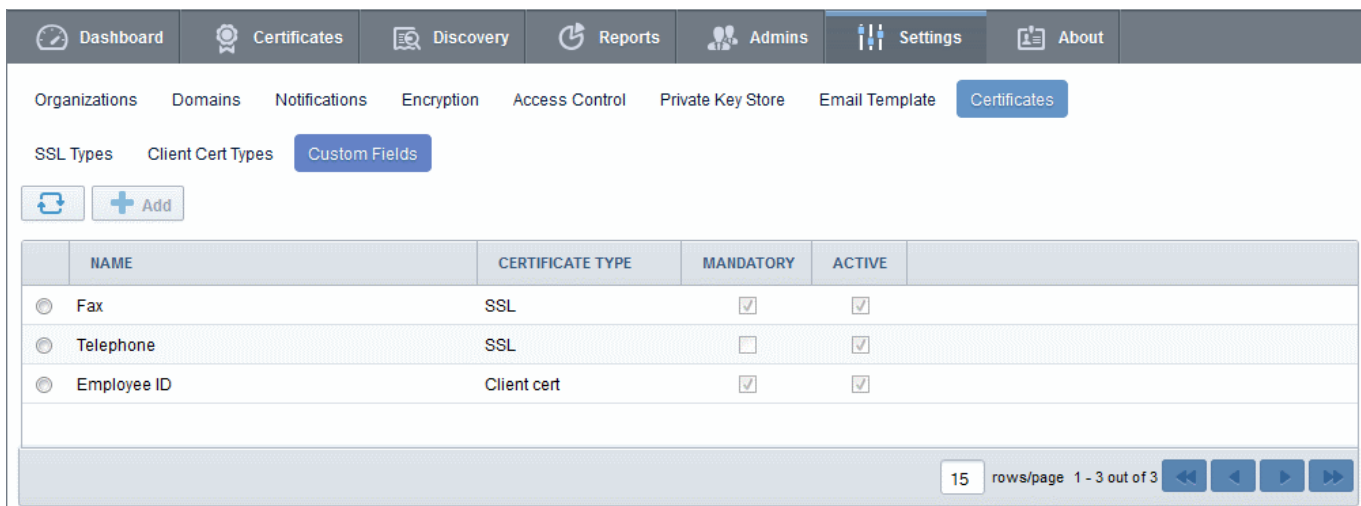 Dashboard Certificates Discovery Reports Admins Settings About
Organizations Domains Notifications Encryption Access Control Private Key Store Email Template Certificates
SSL Types Client Cert Types Custom Fields
Add
NAME CERTIFICATE TYPE MANDATORY ACTIVE
Fax SSL
Telephone SSL
Employee ID Client cert
15 rows/page 1 - 3 out of 3